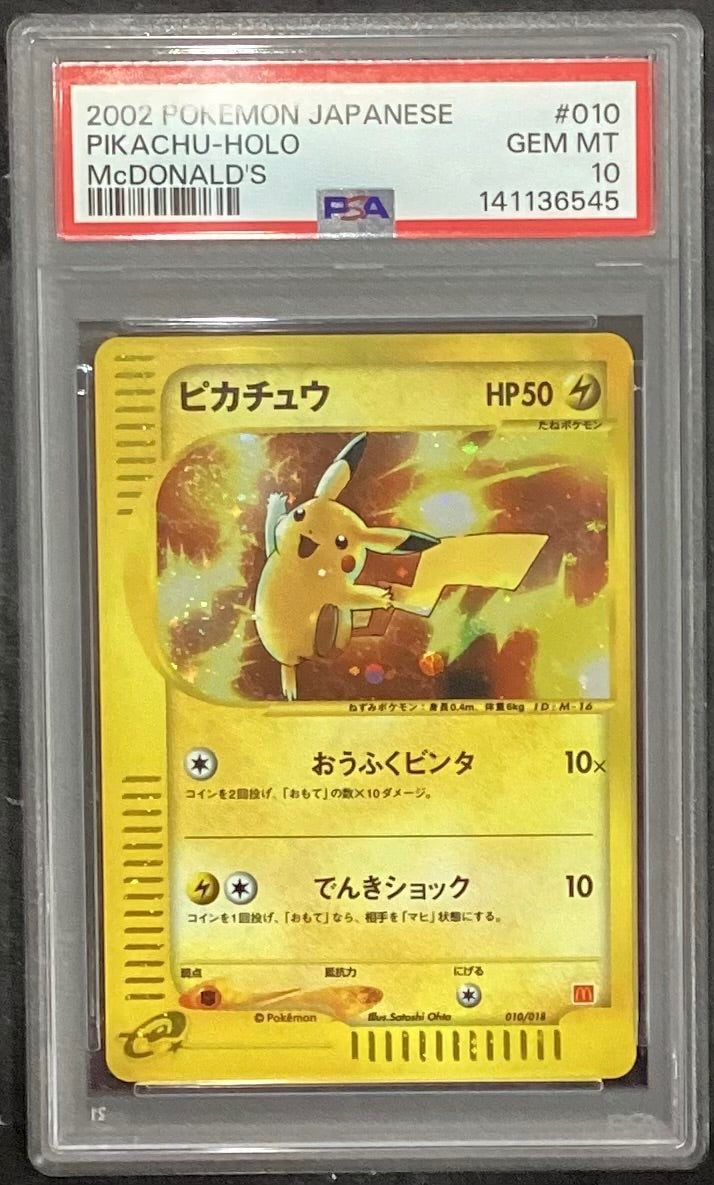 2002 POKEMON JAPANESE #010
PIKACHU-HOLO GEM MT
McDONALD'S 10
PSA 141136545
ピカチュウ HP50
たねポケモン
ねずみポケモン：身長0.4m、体重6kg ID:M-16
おうふくビンタ 10×
コインを2回投げ、「おもて」の数×10ダメージ。
でんきショック 10
コインを1回投げ、「おもて」なら、相手を「マヒ」状態にする。
弱点 抵抗力 にげる
©Pokémon Illus.Satoshi Ohta 010/018
e
PSA